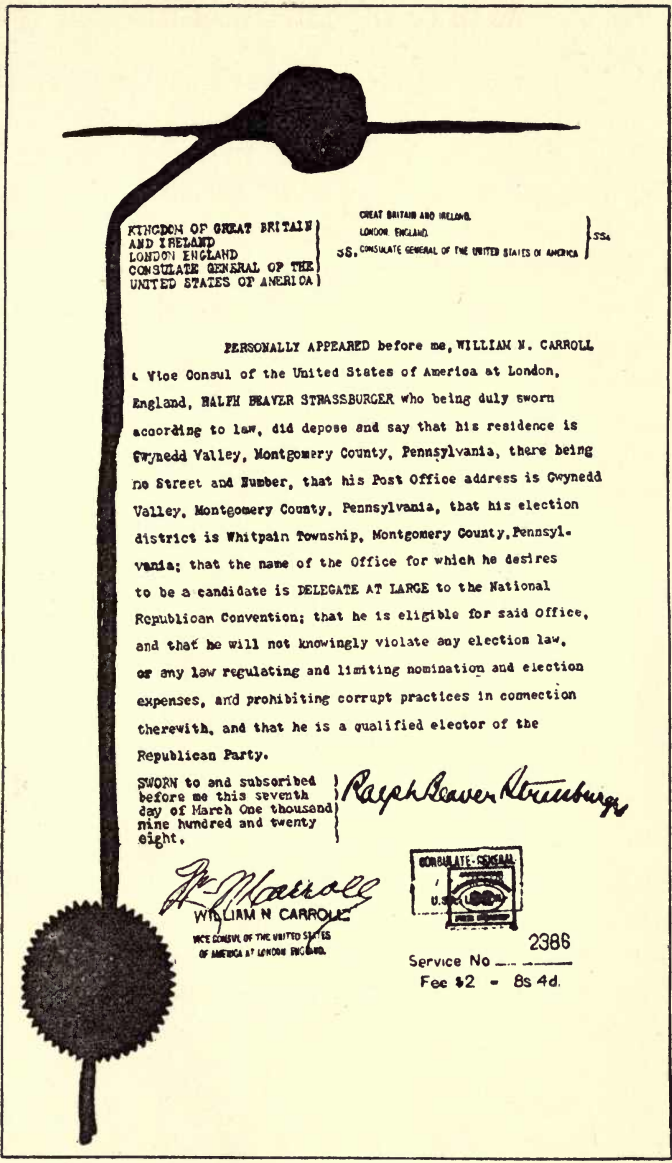 KINGDOM OF GREAT BRITAIN)
AND IRELAND )
LONDON ENGLAND )
CONSULATE GENERAL OF THE)
UNITED STATES OF AMERICA)
SS.
GREAT BRITAIN AND IRELAND.
LONDON, ENGLAND.
CONSULATE GENERAL OF THE UNITED STATES OF AMERICA
} SS.
PERSONALLY APPEARED before me, WILLIAM N. CARROLL
a Vice Consul of the United States of America at London,
England, RALPH BEAVER STRASSBURGER who being duly sworn
according to law, did depose and say that his residence is
Gwynedd Valley, Montgomery County, Pennsylvania, there being
no Street and Number, that his Post Office address is Gwynedd
Valley, Montgomery County, Pennsylvania, that his election
district is Whitpain Township, Montgomery County, Pennsyl-
vania; that the name of the Office for which he desires
to be a candidate is DELEGATE AT LARGE to the National
Republican Convention; that he is eligible for said Office,
and that he will not knowingly violate any election law,
or any law regulating and limiting nomination and election
expenses, and prohibiting corrupt practices in connection
therewith, and that he is a qualified elector of the
Republican Party.
SWORN to and subscribed )
before me this seventh )
day of March One thousand)
nine hundred and twenty )
eight. )
Ralph Beaver Strassburger
Wm N Carroll
WILLIAM N CARROLL
VICE CONSUL OF THE UNITED STATES
OF AMERICA AT LONDON ENGLAND.
CONSULATE-GENERAL
U.S.
2386
Service No
Fee $2 - 8s 4d.